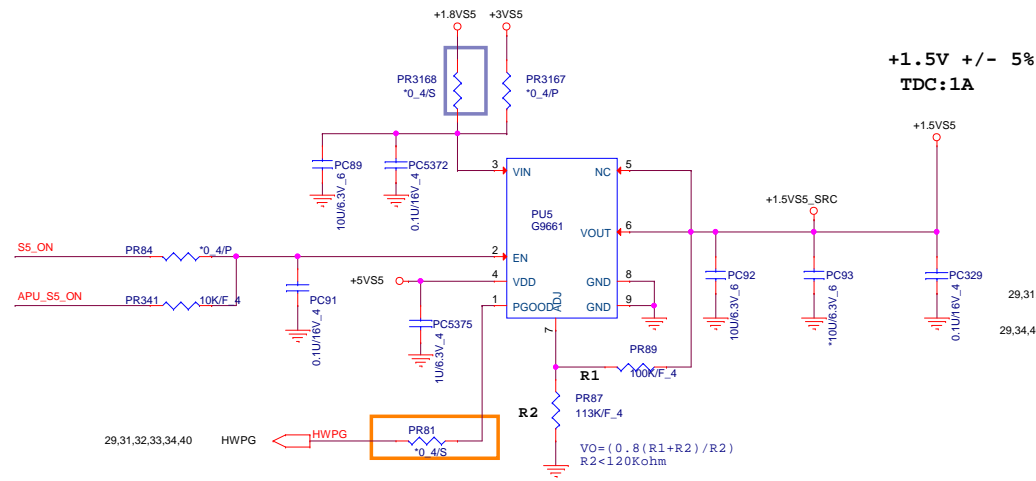 +1.8VS5
+3VS5
+1.5V +/- 5%
TDC:1A
PR3168
*0_4/S
PR3167
*0_4/P
+1.5VS5
PC89
10U/6.3V_6
PC5372
0.1U/16V_4
3
VIN
NC
5
PU5
G9661
+1.5VS5_SRC
VOUT
6
S5_ON
PR84
*0_4/P
2
EN
APU_S5_ON
PR341
10K/F_4
PC91
0.1U/16V_4
+5VS5
4
VDD
GND
8
1
PGOOD
ADJ
GND
9
7
PC5375
1U/6.3V_4
PC92
10U/6.3V_6
PC93
*10U/6.3V_6
PC329
0.1U/16V_4
29,31
29,34,4
R1
PR89
100K/F_4
R2
PR87
113K/F_4
29,31,32,33,34,40
HWPG
HWPG
PR81
*0_4/S
VO=(0.8(R1+R2)/R2)
R2<120Kohm